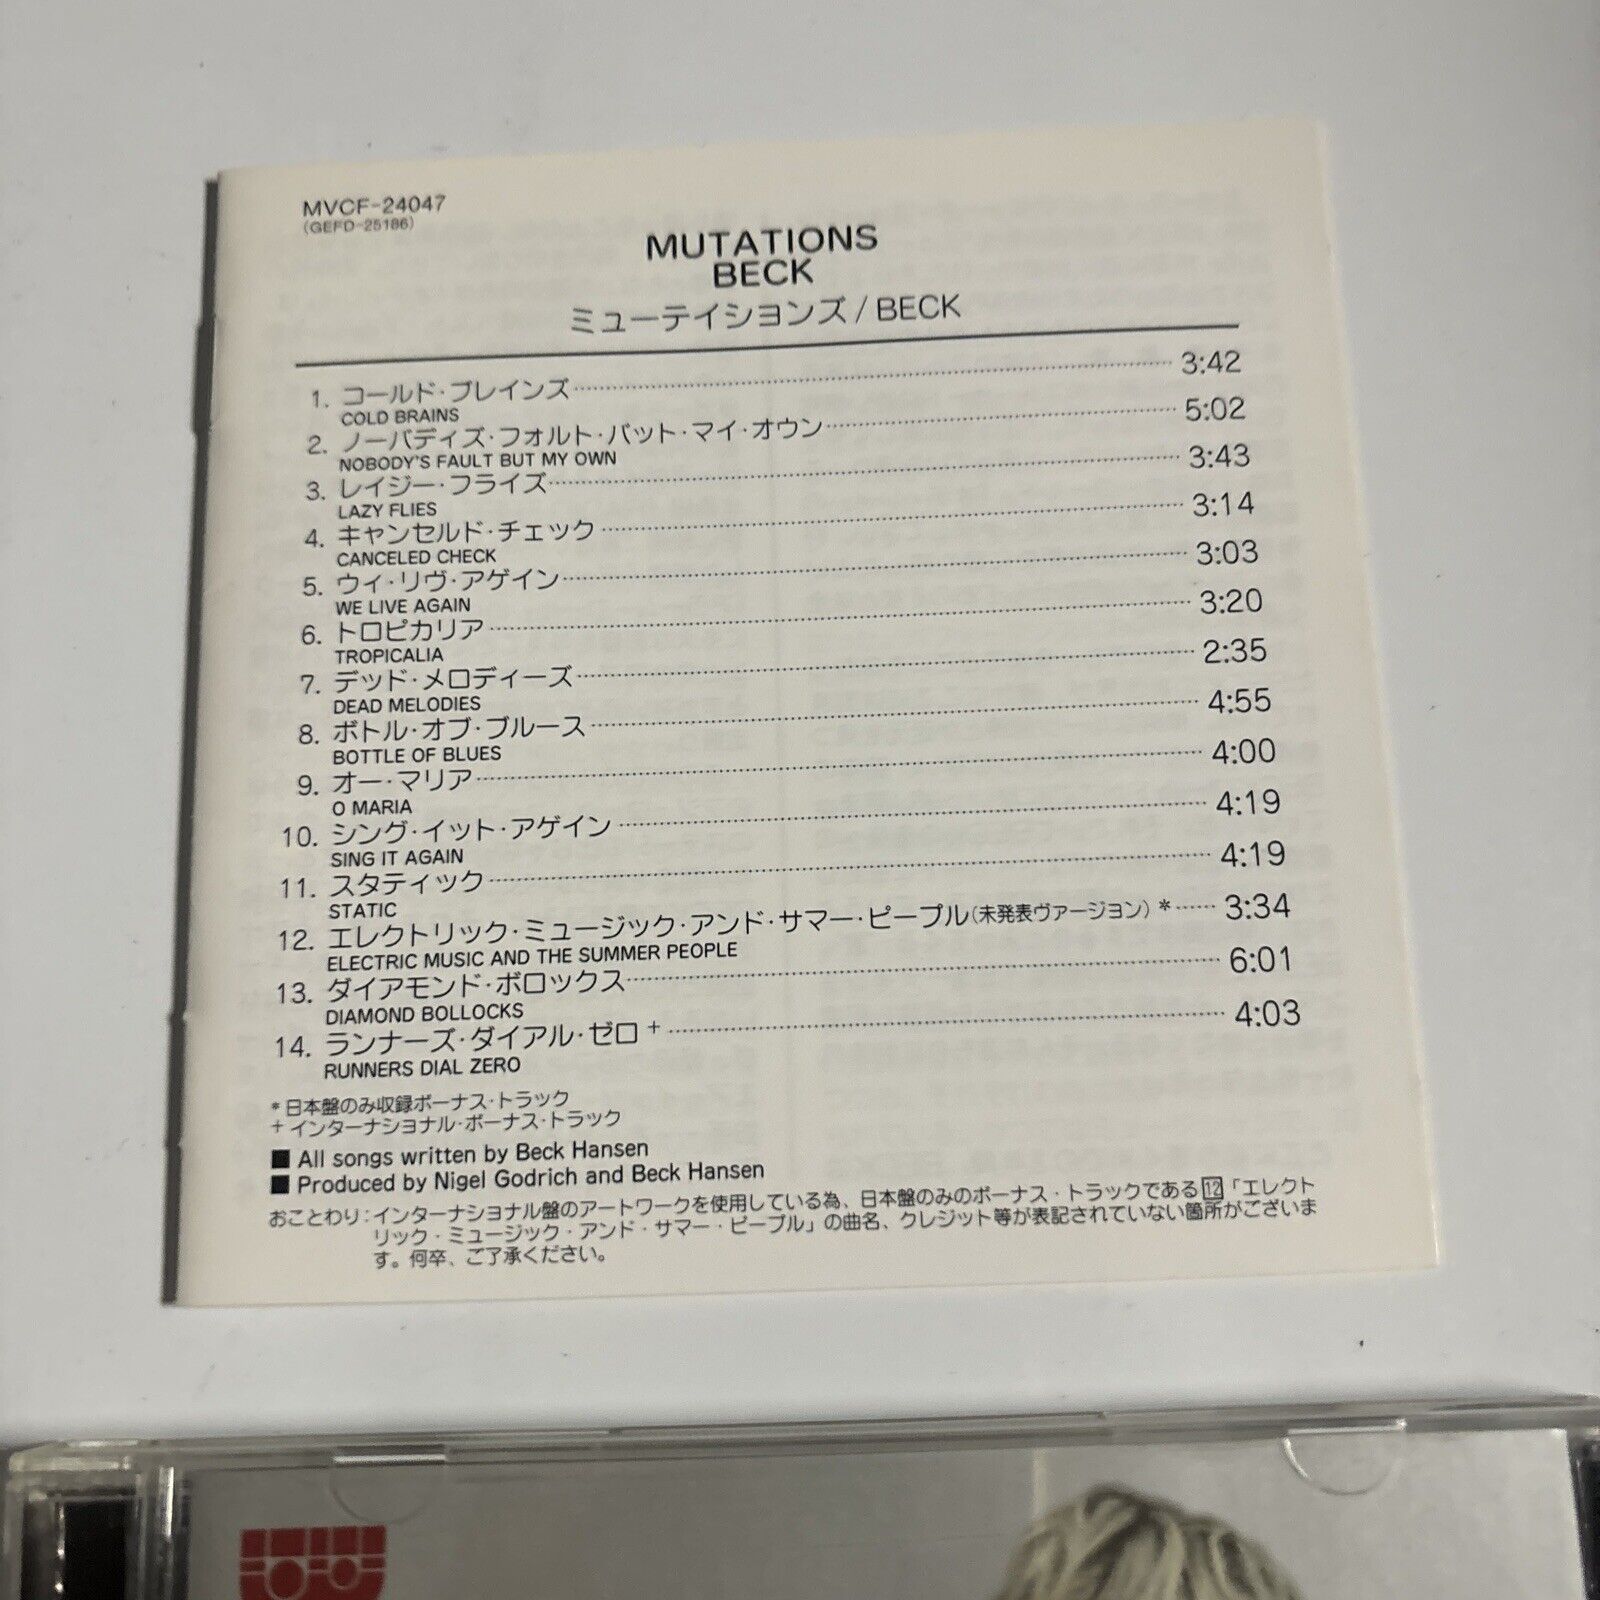 MVCF-24047
(GEFD-25186)
MUTATIONS
BECK
ミューテイションズ / BECK
1. コールド・ブレインズ 3:42
COLD BRAINS
2. ノーバディズ・フォルト・バット・マイ・オウン 5:02
NOBODY'S FAULT BUT MY OWN
3. レイジー・フライズ 3:43
LAZY FLIES
4. キャンセルド・チェック 3:14
CANCELED CHECK
5. ウィ・リヴ・アゲイン 3:03
WE LIVE AGAIN
6. トロピカリア 3:20
TROPICALIA
7. デッド・メロディーズ 2:35
DEAD MELODIES
8. ボトル・オブ・ブルース 4:55
BOTTLE OF BLUES
9. オー・マリア 4:00
O MARIA
10. シング・イット・アゲイン 4:19
SING IT AGAIN
11. スタティック 4:19
STATIC
12. エレクトリック・ミュージック・アンド・サマー・ピープル(未発表ヴァージョン) * 3:34
ELECTRIC MUSIC AND THE SUMMER PEOPLE
13. ダイアモンド・ボロックス 6:01
DIAMOND BOLLOCKS
14. ランナーズ・ダイアル・ゼロ + 4:03
RUNNERS DIAL ZERO
* 日本盤のみ収録ボーナス・トラック
+ インターナショナル・ボーナス・トラック
■ All songs written by Beck Hansen
■ Produced by Nigel Godrich and Beck Hansen
おことわり：インターナショナル盤のアートワークを使用している為、日本盤のみのボーナス・トラックである12「エレクト
リック・ミュージック・アンド・サマー・ピープル」の曲名、クレジット等が表記されていない箇所がございま
す。何卒、ご了承ください。